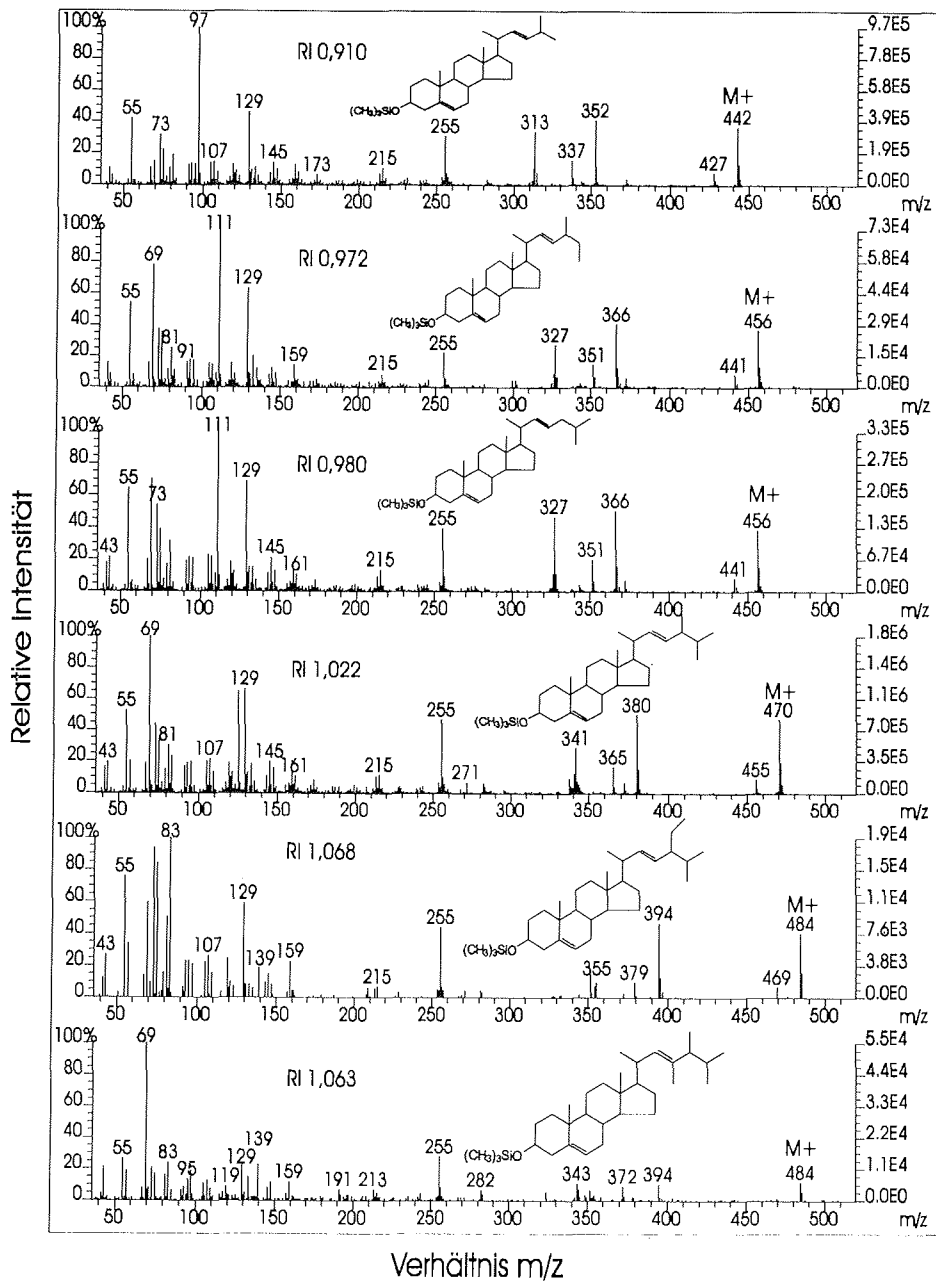 Relative Intensität
100%
80
60
40
20
0
55
73
97
107
129
145
173
215
255
313
337
352
427
M+
442
RI 0,910
(CH₃)₃SiO
9.7E5
7.8E5
5.8E5
3.9E5
1.9E5
0.0E0
50 100 150 200 250 300 350 400 450 500
m/z
100%
80
60
40
20
0
55
69
81
91
111
129
159
215
255
327
351
366
441
M+
456
RI 0,972
(CH₃)₃SiO
7.3E4
5.8E4
4.4E4
2.9E4
1.5E4
0.0E0
50 100 150 200 250 300 350 400 450 500
m/z
100%
80
60
40
20
0
43
55
73
111
129
145
161
215
255
327
351
366
441
M+
456
RI 0,980
(CH₃)₃SiO
3.3E5
2.7E5
2.0E5
1.3E5
6.7E4
0.0E0
50 100 150 200 250 300 350 400 450 500
m/z
100%
80
60
40
20
0
43
55
69
81
107
129
145
161
215
255
271
341
365
380
455
M+
470
RI 1,022
(CH₃)₃SiO
1.8E6
1.4E6
1.1E6
7.0E5
3.5E5
0.0E0
50 100 150 200 250 300 350 400 450 500
m/z
100%
80
60
40
20
0
43
55
83
107
129
139
159
215
255
355
379
394
469
M+
484
RI 1,068
(CH₃)₃SiO
1.9E4
1.5E4
1.1E4
7.6E3
3.8E3
0.0E0
50 100 150 200 250 300 350 400 450 500
m/z
100%
80
60
40
20
0
55
69
83
95
119
129
139
159
191
213
255
282
343
372
394
M+
484
RI 1,063
(CH₃)₃SiO
5.5E4
4.4E4
3.3E4
2.2E4
1.1E4
0.0E0
50 100 150 200 250 300 350 400 450 500
m/z
Verhältnis m/z